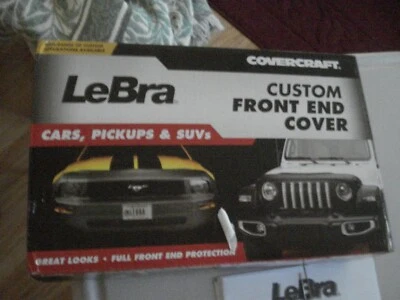 COVERCRAFT
LeBra
CUSTOM
FRONT END
COVER
CARS, PICKUPS & SUVs
GREAT LOOKS • FULL FRONT END PROTECTION
LeBra